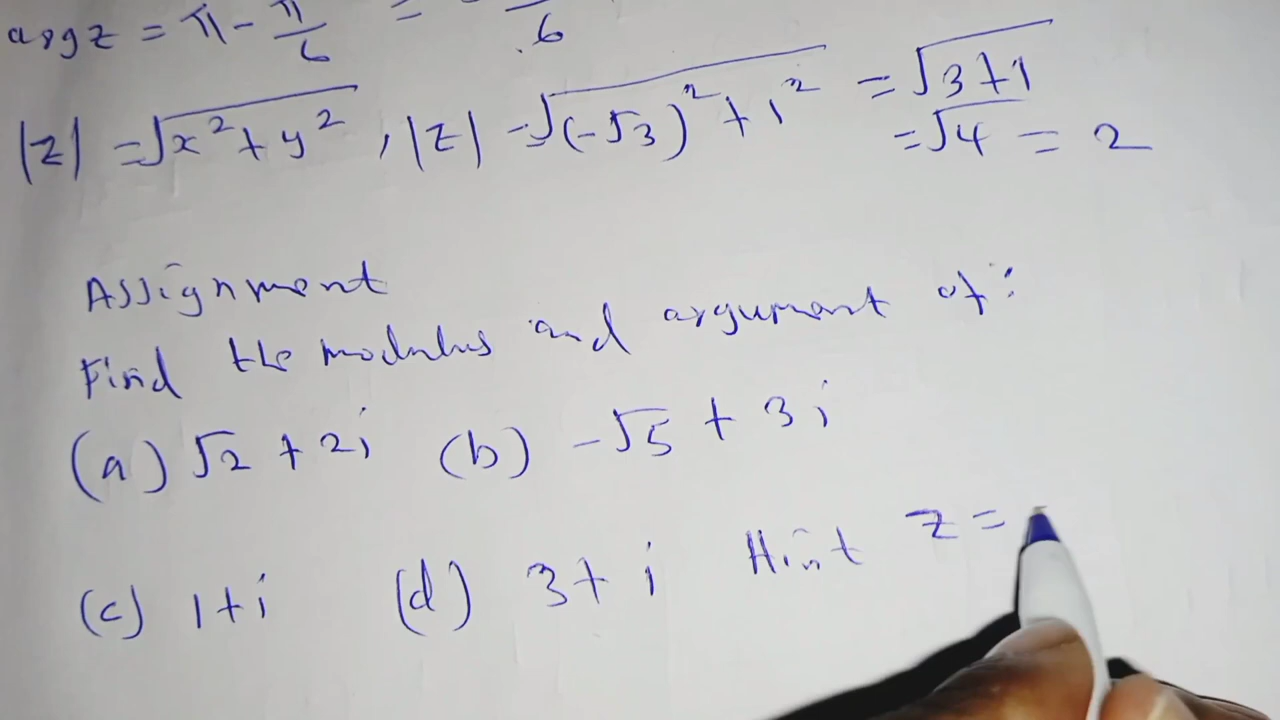 arg z = π - π/6 = /6
|z| = √(x² + y²) , |z| = √((-√3)² + 1²) = √(3+1)
= √4 = 2
Assignment
Find the modulus and argument of:
(a) √2 + 2i (b) -√5 + 3i
(c) 1+i (d) 3+i Hint z =